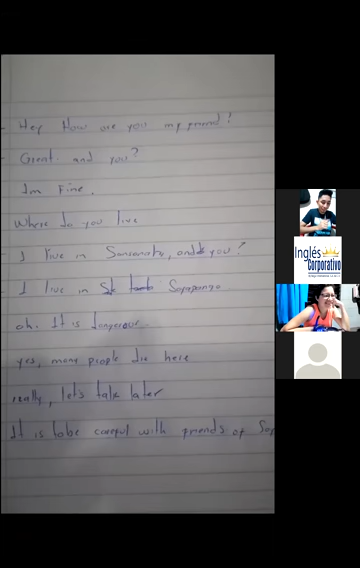 - Hey How are you my friend!
- Great. and you?
I'm Fine.
Where do you live
- I live in Sonsonate, and you?
- I live in Soyapango
oh. It is dangerous...
yes, more people die here
really, let's talk later
It is to be careful with friends of
Inglés
Corporativo